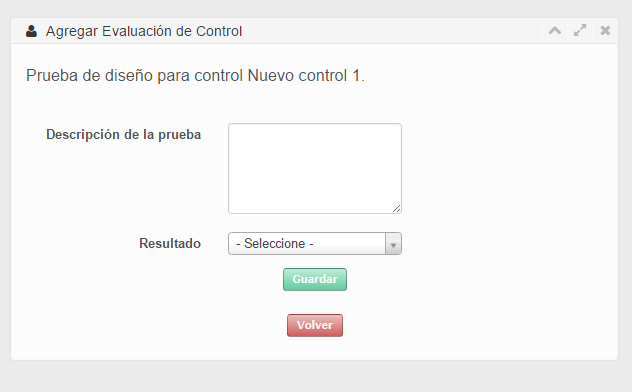 Agregar Evaluación de Control
Prueba de diseño para control Nuevo control 1.
Descripción de la prueba
Resultado
- Seleccione -
Guardar
Volver